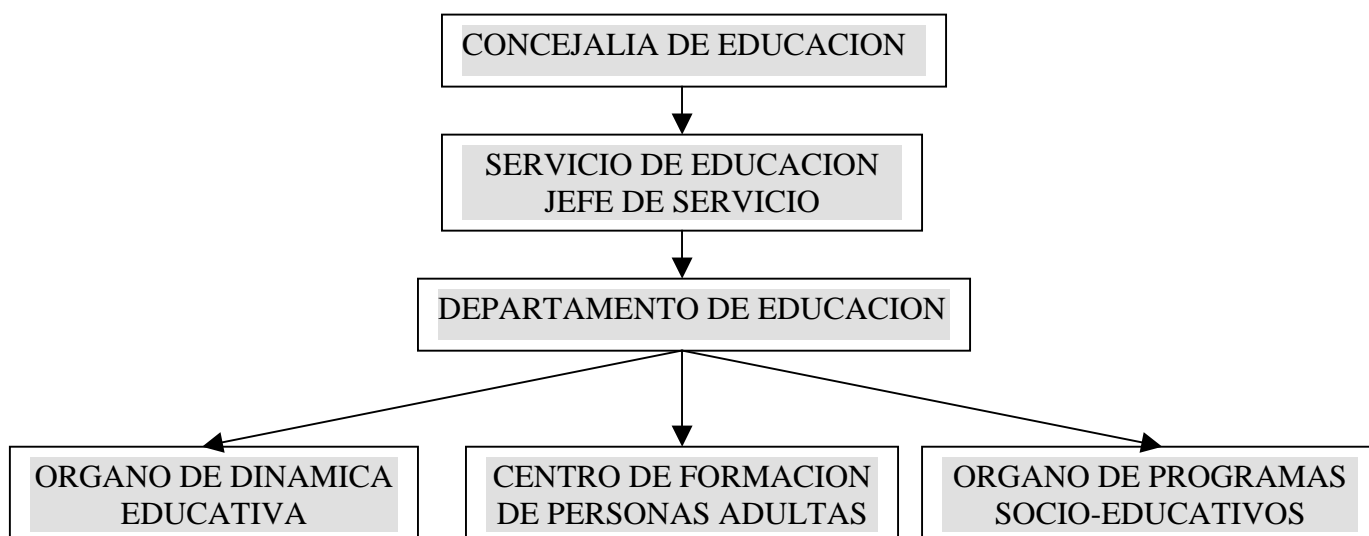 CONCEJALIA DE EDUCACION
SERVICIO DE EDUCACION
JEFE DE SERVICIO
DEPARTAMENTO DE EDUCACION
ORGANO DE DINAMICA
EDUCATIVA
CENTRO DE FORMACION
DE PERSONAS ADULTAS
ORGANO DE PROGRAMAS
SOCIO-EDUCATIVOS